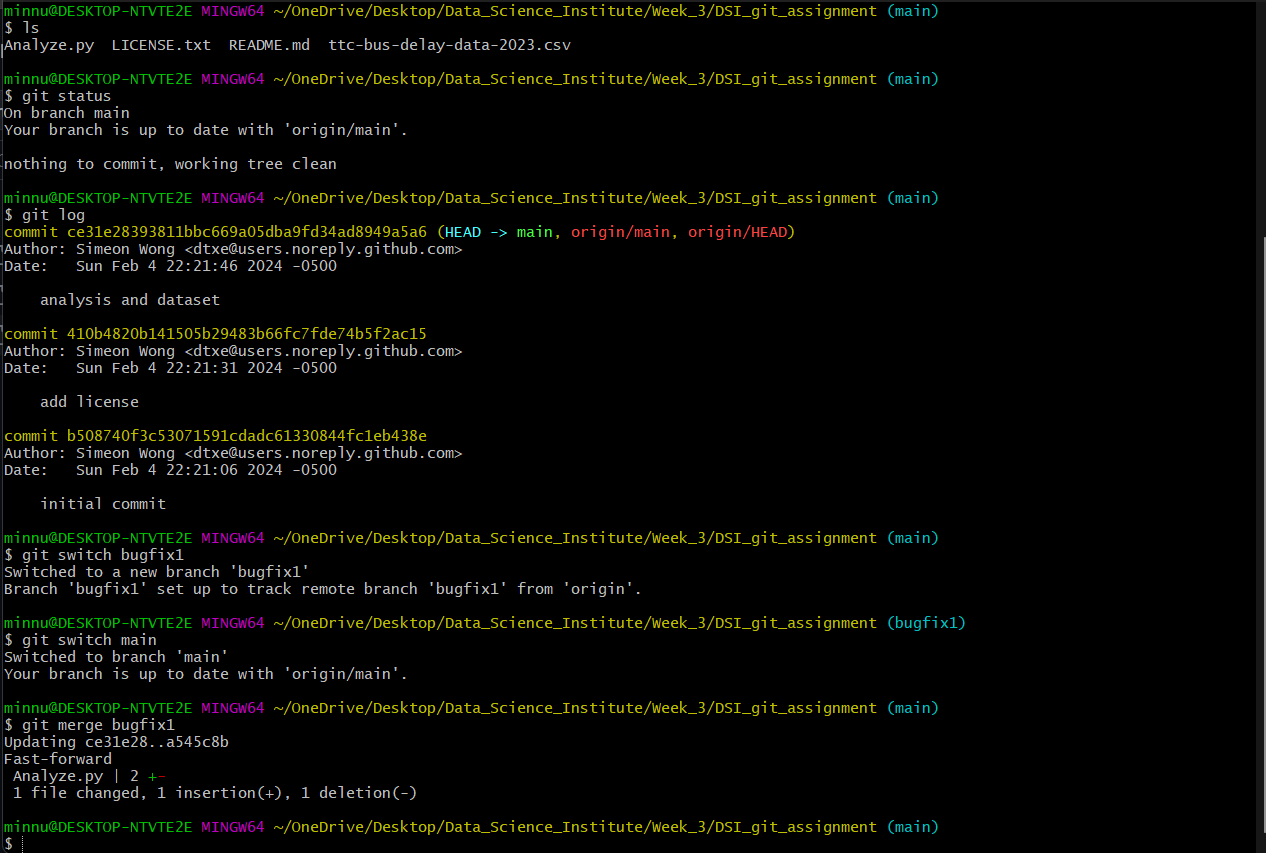 minnu@DESKTOP-NTVTE2E MINGW64 ~/OneDrive/Desktop/Data_Science_Institute/Week_3/DSI_git_assignment (main)
$ ls
Analyze.py  LICENSE.txt  README.md  ttc-bus-delay-data-2023.csv

minnu@DESKTOP-NTVTE2E MINGW64 ~/OneDrive/Desktop/Data_Science_Institute/Week_3/DSI_git_assignment (main)
$ git status
On branch main
Your branch is up to date with 'origin/main'.

nothing to commit, working tree clean

minnu@DESKTOP-NTVTE2E MINGW64 ~/OneDrive/Desktop/Data_Science_Institute/Week_3/DSI_git_assignment (main)
$ git log
commit ce31e28393811bbc669a05dba9fd34ad8949a5a6 (HEAD -> main, origin/main, origin/HEAD)
Author: Simeon Wong <dtxe@users.noreply.github.com>
Date:   Sun Feb 4 22:21:46 2024 -0500

    analysis and dataset

commit 410b4820b141505b29483b66fc7fde74b5f2ac15
Author: Simeon Wong <dtxe@users.noreply.github.com>
Date:   Sun Feb 4 22:21:31 2024 -0500

    add license

commit b508740f3c53071591cdadc61330844fc1eb438e
Author: Simeon Wong <dtxe@users.noreply.github.com>
Date:   Sun Feb 4 22:21:06 2024 -0500

    initial commit

minnu@DESKTOP-NTVTE2E MINGW64 ~/OneDrive/Desktop/Data_Science_Institute/Week_3/DSI_git_assignment (main)
$ git switch bugfix1
Switched to a new branch 'bugfix1'
Branch 'bugfix1' set up to track remote branch 'bugfix1' from 'origin'.

minnu@DESKTOP-NTVTE2E MINGW64 ~/OneDrive/Desktop/Data_Science_Institute/Week_3/DSI_git_assignment (bugfix1)
$ git switch main
Switched to branch 'main'
Your branch is up to date with 'origin/main'.

minnu@DESKTOP-NTVTE2E MINGW64 ~/OneDrive/Desktop/Data_Science_Institute/Week_3/DSI_git_assignment (main)
$ git merge bugfix1
Updating ce31e28..a545c8b
Fast-forward
 Analyze.py | 2 +-
 1 file changed, 1 insertion(+), 1 deletion(-)

minnu@DESKTOP-NTVTE2E MINGW64 ~/OneDrive/Desktop/Data_Science_Institute/Week_3/DSI_git_assignment (main)
$